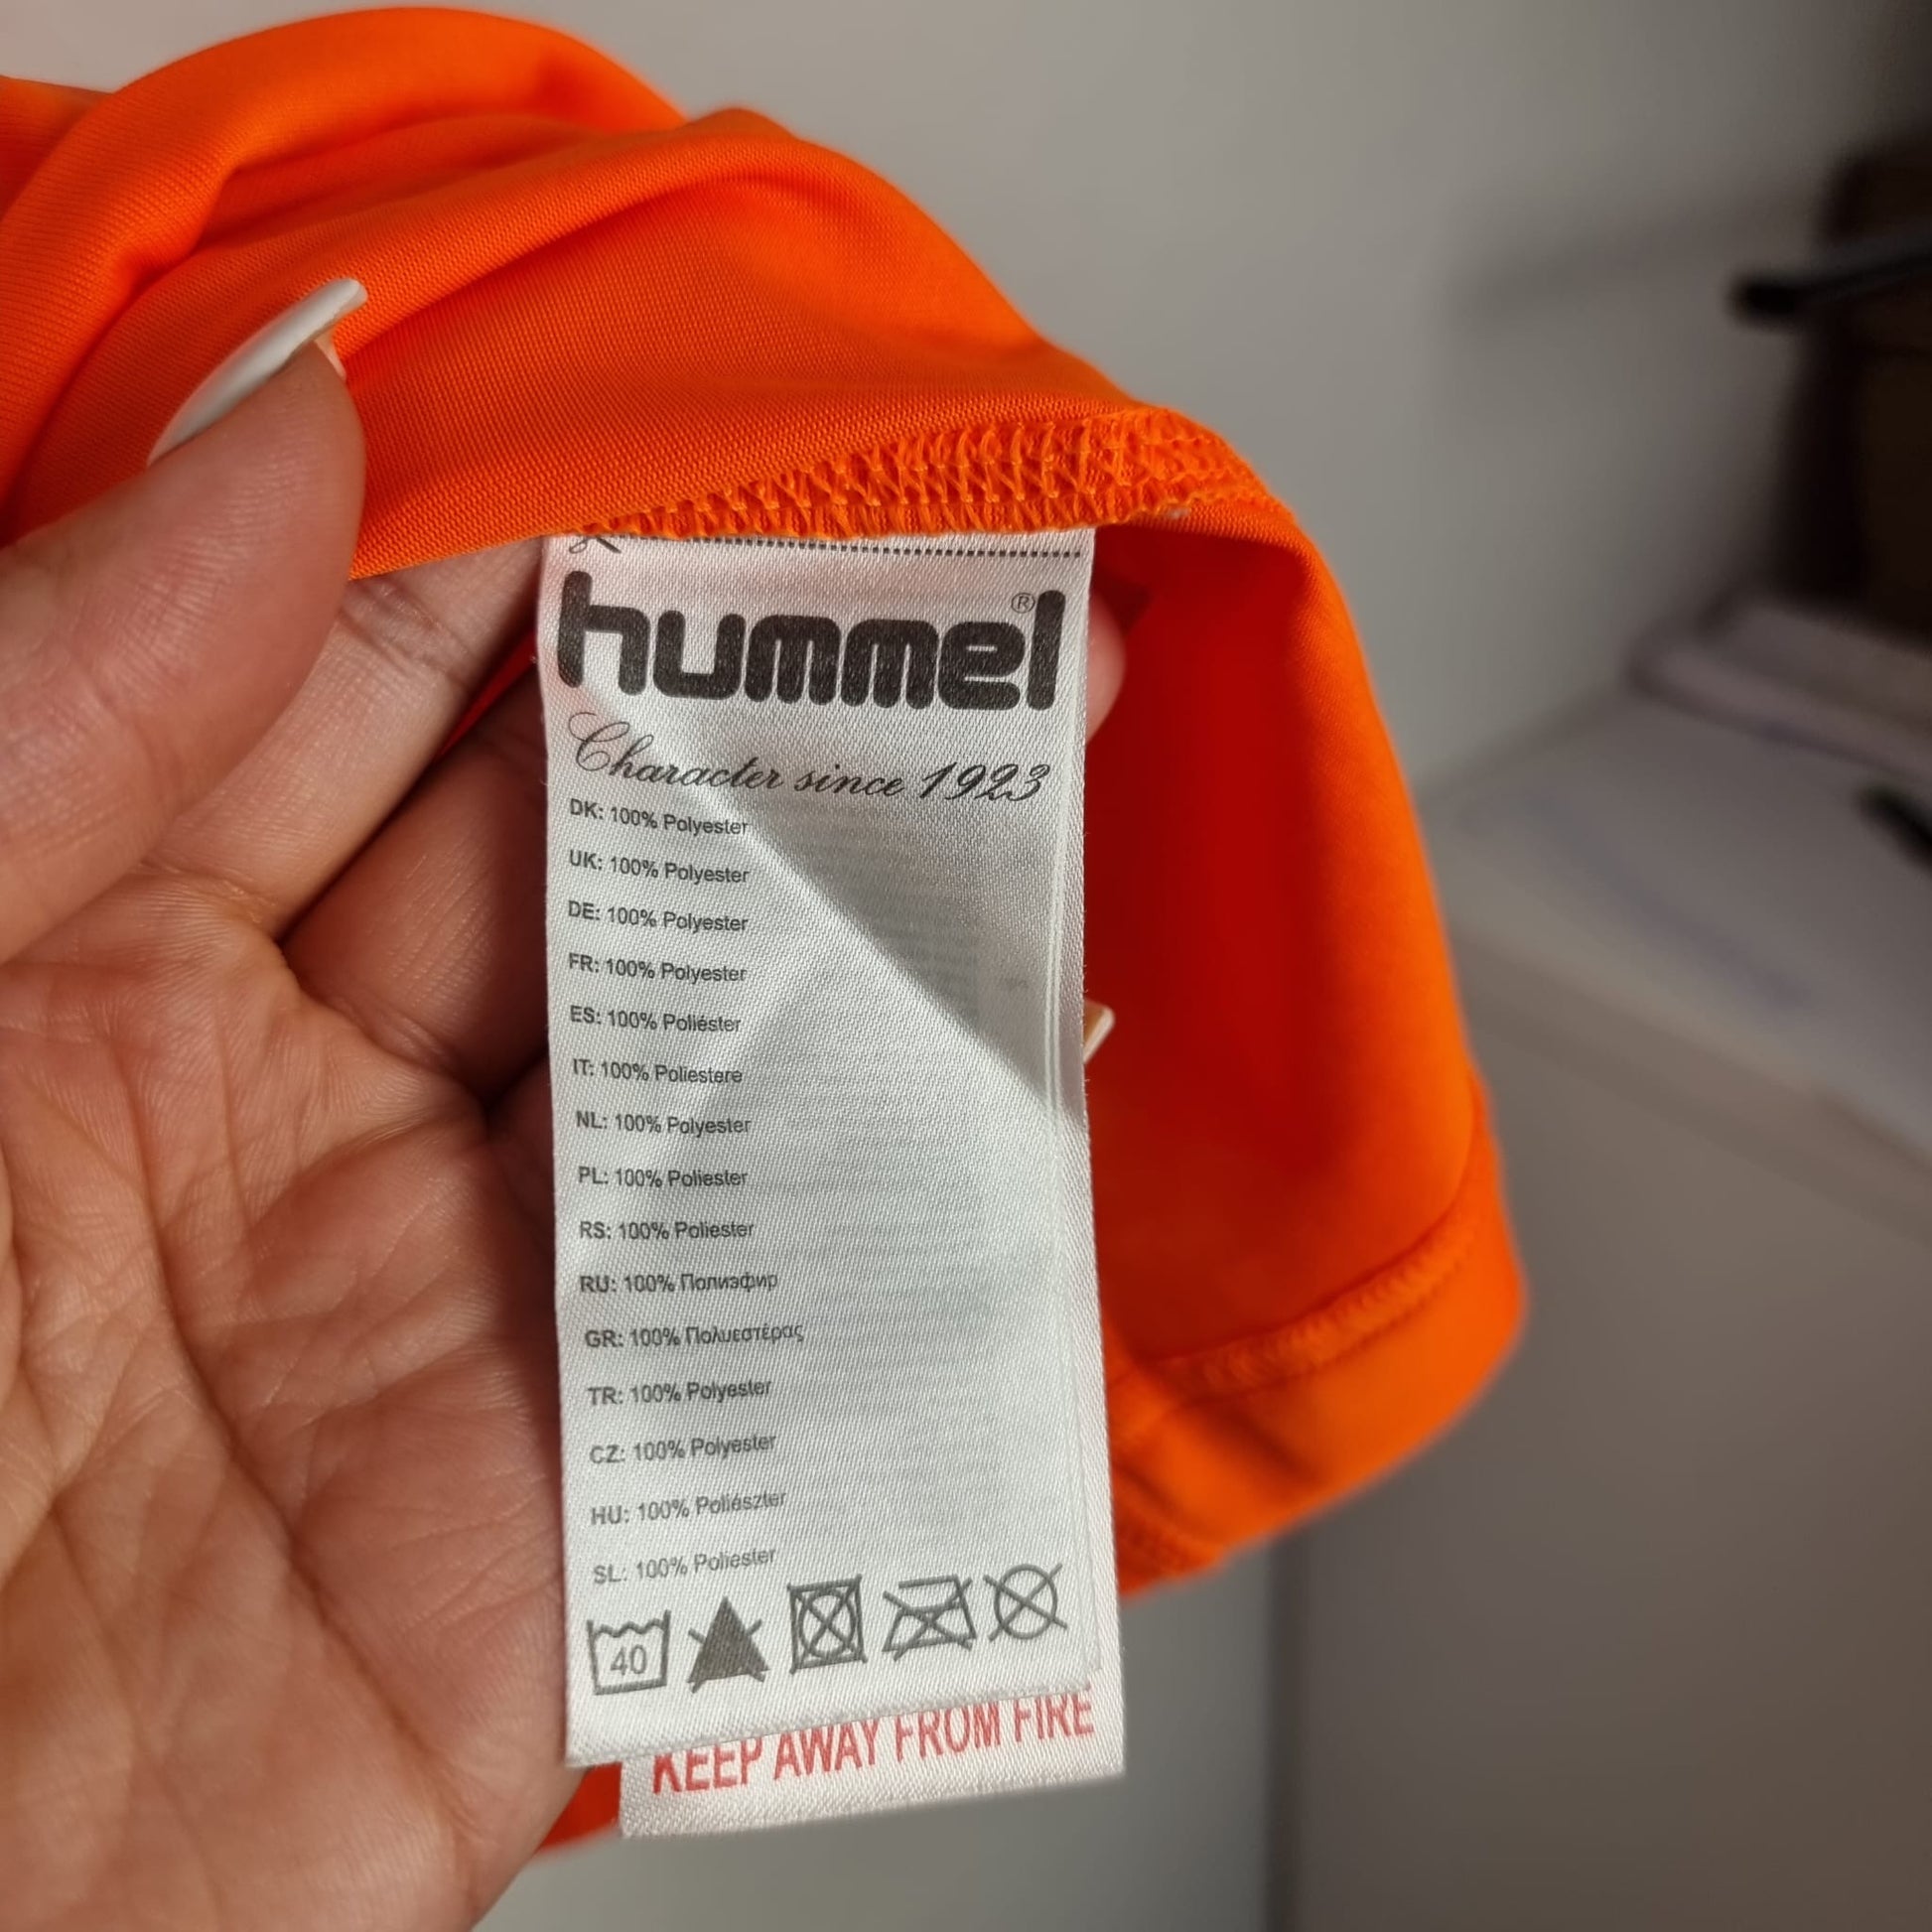 hummel®
Character since 1923
DK: 100% Polyester
UK: 100% Polyester
DE: 100% Polyester
FR: 100% Polyester
ES: 100% Poliéster
IT: 100% Poliestere
NL: 100% Polyester
PL: 100% Poliester
RS: 100% Poliester
RU: 100% Полиэфир
GR: 100% Πολυεστέρας
TR: 100% Polyester
CZ: 100% Polyester
HU: 100% Poliészter
SL: 100% Poliester
40
KEEP AWAY FROM FIRE